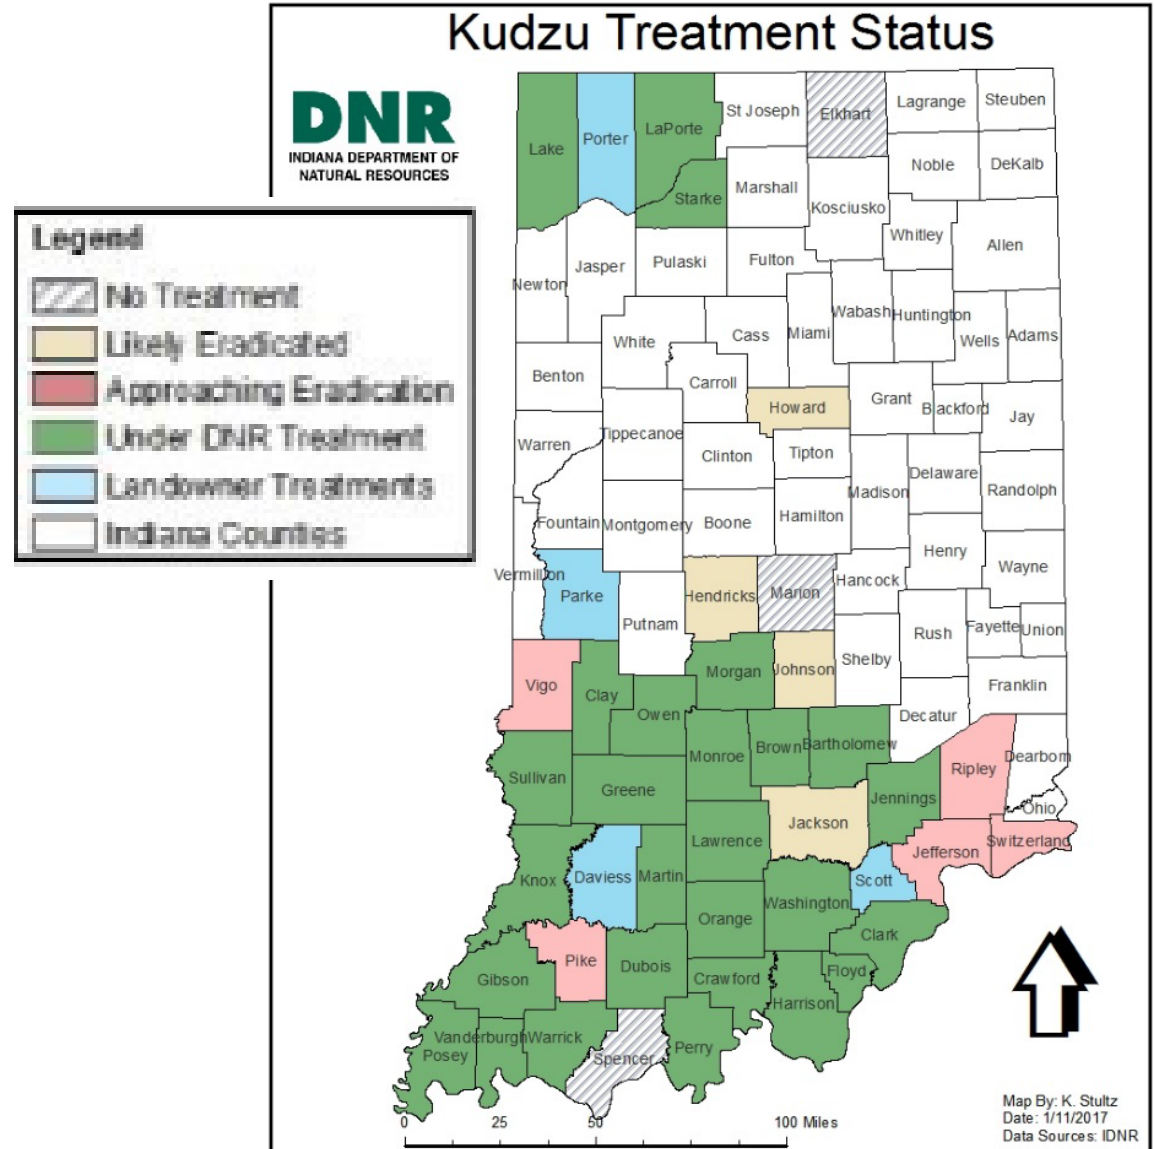 Kudzu Treatment Status
DNR
INDIANA DEPARTMENT OF
NATURAL RESOURCES
Legend
No Treatment
Likely Eradicated
Approaching Eradication
Under DNR Treatment
Landowner Treatments
Indiana Counties
Lake
Porter
LaPorte
St Joseph
Elkhart
Lagrange
Steuben
Noble
DeKalb
Starke
Marshall
Kosciusko
Whitley
Allen
Newton
Jasper
Pulaski
Fulton
Wabash
Huntington
Wells
Adams
White
Cass
Miami
Benton
Carroll
Howard
Grant
Blackford
Jay
Warren
Tippecanoe
Clinton
Tipton
Madison
Delaware
Randolph
Fountain
Montgomery
Boone
Hamilton
Henry
Wayne
Vermillion
Parke
Putnam
Hendricks
Marion
Hancock
Rush
Fayette
Union
Shelby
Franklin
Vigo
Clay
Owen
Morgan
Johnson
Decatur
Dearborn
Sullivan
Greene
Monroe
Brown
Bartholomew
Jennings
Ripley
Ohio
Jackson
Lawrence
Jefferson
Switzerland
Knox
Daviess
Martin
Orange
Washington
Scott
Clark
Gibson
Pike
Dubois
Crawford
Floyd
Harrison
Posey
Vanderburgh
Warrick
Spencer
Perry
0 25 50 100 Miles
Map By: K. Stultz
Date: 1/11/2017
Data Sources: IDNR